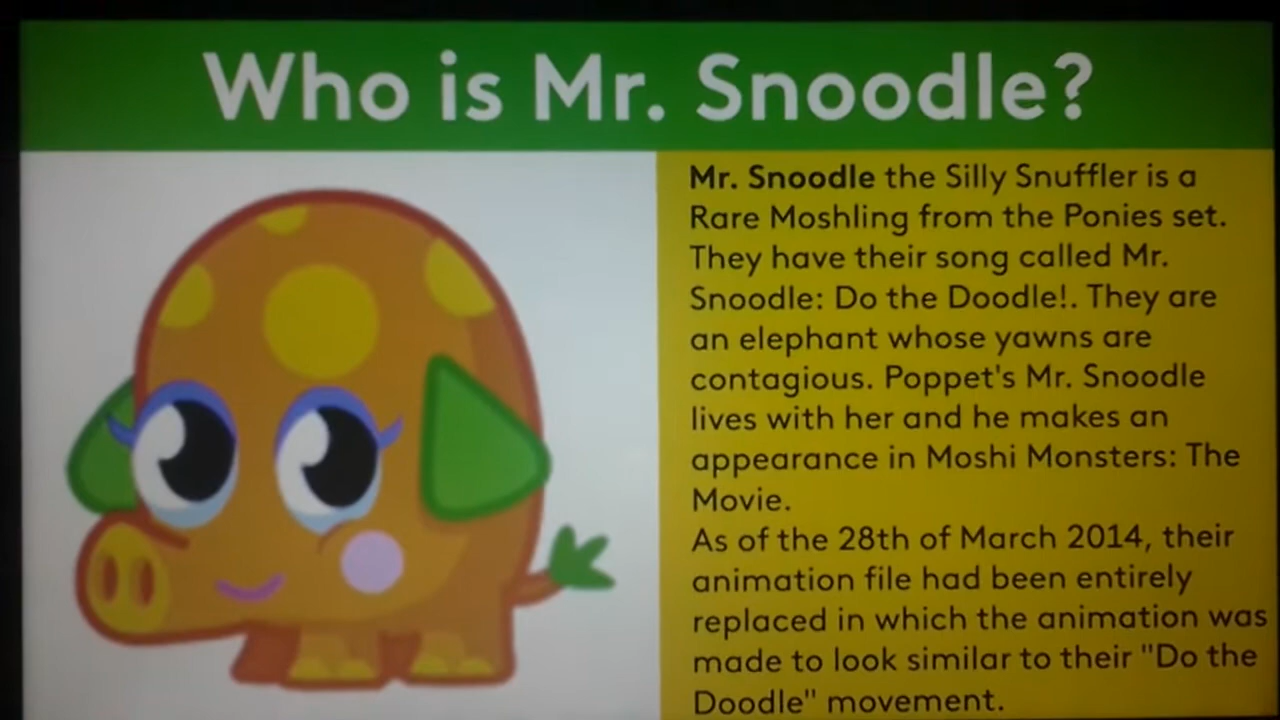 Who is Mr. Snoodle?
Mr. Snoodle the Silly Snuffler is a
Rare Moshling from the Ponies set.
They have their song called Mr.
Snoodle: Do the Doodle!. They are
an elephant whose yawns are
contagious. Poppet's Mr. Snoodle
lives with her and he makes an
appearance in Moshi Monsters: The
Movie.
As of the 28th of March 2014, their
animation file had been entirely
replaced in which the animation was
made to look similar to their "Do the
Doodle" movement.